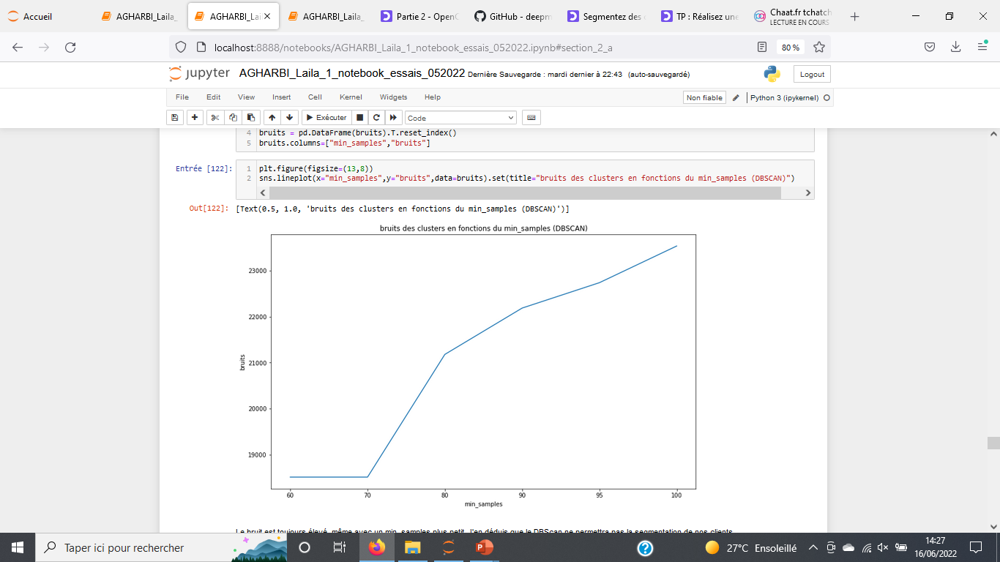 Accueil
AGHARBI_Laila_
AGHARBI_Lai
AGHARBI_Laila_
Partie 2 - OpenC
GitHub - deepm
Segmentez des
TP : Réalisez une
Chaat.fr tchatch
LECTURE EN COURS
localhost:8888/notebooks/AGHARBI_Laila_1_notebook_essais_052022.ipynb#section_2_a
80 %
jupyter AGHARBI_Laila_1_notebook_essais_052022 Dernière Sauvegarde : mardi dernier à 22:43 (auto-sauvegardé)
Logout
File Edit View Insert Cell Kernel Widgets Help
Non fiable
Python 3 (ipykernel)
Exécuter
Code
4 bruits = pd.DataFrame(bruits).T.reset_index()
5 bruits.columns=["min_samples","bruits"]
Entrée [122]:
1 plt.figure(figsize=(13,8))
2 sns.lineplot(x="min_samples",y="bruits",data=bruits).set(title="bruits des clusters en fonctions du min_samples (DBSCAN)")
Out[122]: [Text(0.5, 1.0, 'bruits des clusters en fonctions du min_samples (DBSCAN)')]
bruits des clusters en fonctions du min_samples (DBSCAN)
23000
22000
21000
20000
19000
bruits
60 70 80 90 95 100
min_samples
Le bruit est toujours élevé, même avec un min_samples plus petit. J'en déduis que le DBScan ne permettra pas la segmentation de nos clients
Taper ici pour rechercher
27°C Ensoleillé
14:27
16/06/2022